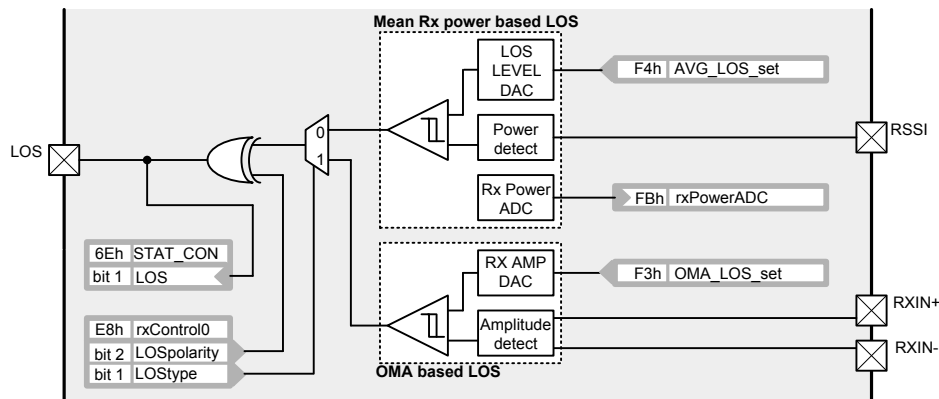 Mean Rx power based LOS
LOS
LEVEL
DAC
F4h AVG_LOS_set
0
1
Power
detect
RSSI
LOS
Rx Power
ADC
FBh rxPowerADC
6Eh STAT_CON
bit 1 LOS
RX AMP
DAC
F3h OMA_LOS_set
RXIN+
E8h rxControl0
bit 2 LOSpolarity
bit 1 LOStype
Amplitude
detect
RXIN-
OMA based LOS